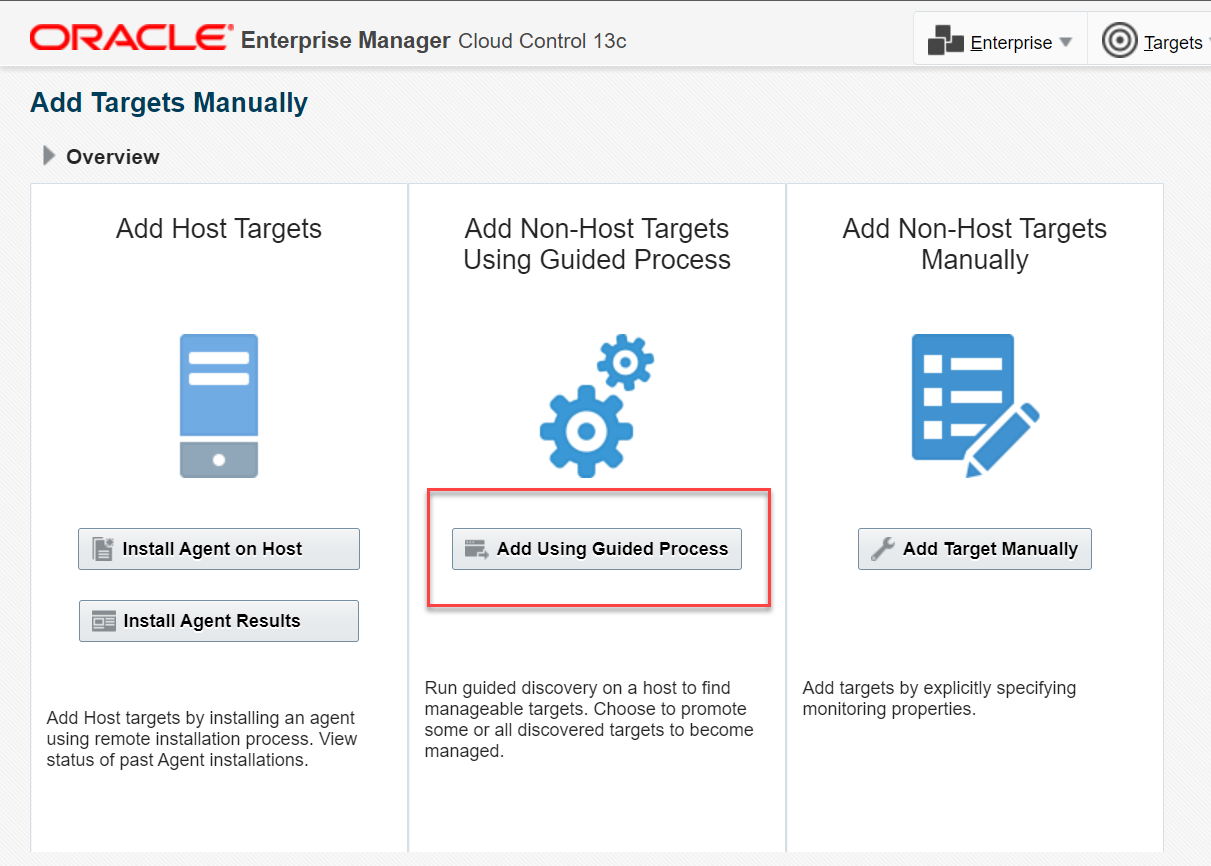 ORACLE Enterprise Manager Cloud Control 13c
Enterprise
Targets
Add Targets Manually
Overview
Add Host Targets
Install Agent on Host
Install Agent Results
Add Host targets by installing an agent
using remote installation process. View
status of past Agent installations.
Add Non-Host Targets
Using Guided Process
Add Using Guided Process
Run guided discovery on a host to find
manageable targets. Choose to promote
some or all discovered targets to become
managed.
Add Non-Host Targets
Manually
Add Target Manually
Add targets by explicitly specifying
monitoring properties.